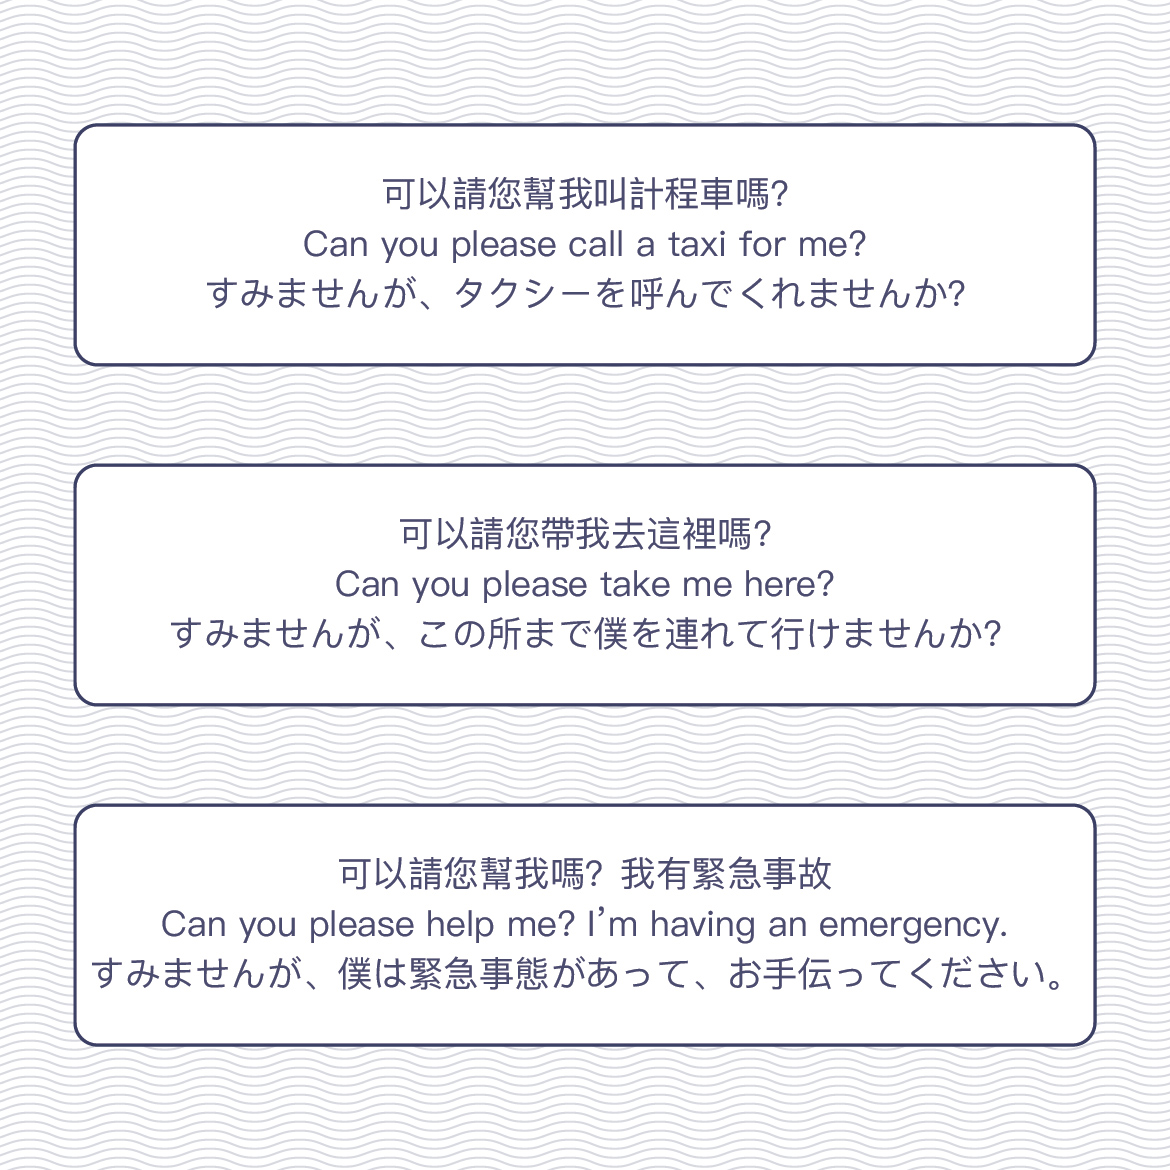 可以請您幫我叫計程車嗎?
Can you please call a taxi for me?
すみませんが、タクシーを呼んでくれませんか?
可以請您帶我去這裡嗎?
Can you please take me here?
すみませんが、この所まで僕を連れて行けませんか?
可以請您幫我嗎? 我有緊急事故
Can you please help me? I’m having an emergency.
すみませんが、僕は緊急事態があって、お手伝ってください。